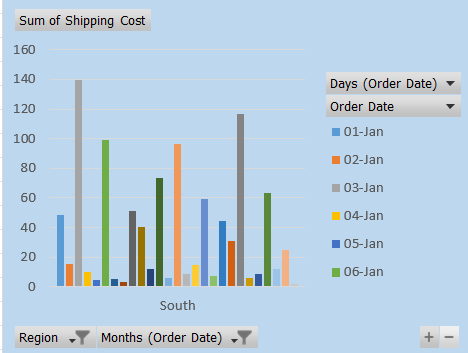 Sum of Shipping Cost
160
140
120
100
80
60
40
20
0
South
Days (Order Date)
Order Date
01-Jan
02-Jan
03-Jan
04-Jan
05-Jan
06-Jan
Region
Months (Order Date)
+ −